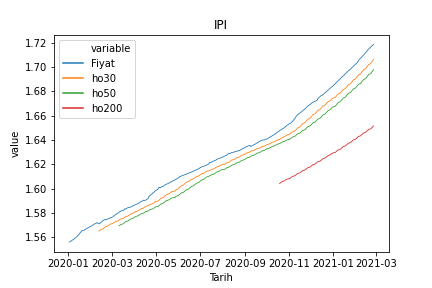 IPI
variable
Fiyat
ho30
ho50
ho200
value
1.72
1.70
1.68
1.66
1.64
1.62
1.60
1.58
1.56
2020-01 2020-03 2020-05 2020-07 2020-09 2020-11 2021-01 2021-03
Tarih